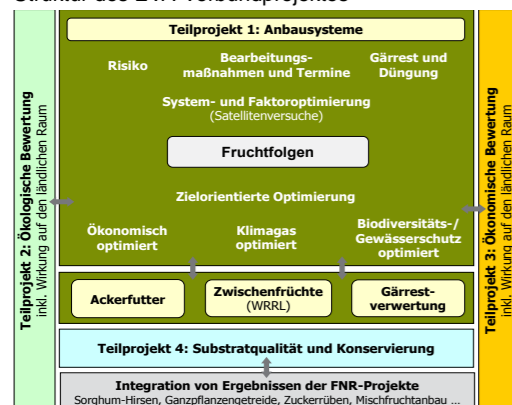 Struktur des EVA-Verbundprojektes
Teilprojekt 1: Anbausysteme
Risiko
Bearbeitungs-
maßnahmen und Termine
Gärrest und
Düngung
System- und Faktoroptimierung
(Satellitenversuche)
Fruchtfolgen
Zielorientierte Optimierung
Ökonomisch
optimiert
Klimagas
optimiert
Biodiversitäts-/
Gewässerschutz
optimiert
Ackerfutter
Zwischenfrüchte
(WRRL)
Gärrest-
verwertung
Teilprojekt 4: Substratqualität und Konservierung
Integration von Ergebnissen der FNR-Projekte
Sorghum-Hirsen, Ganzpflanzengetreide, Zuckerrüben, Mischfruchtanbau ...
Teilprojekt 2: Ökologische Bewertung
inkl. Wirkung auf den ländlichen Raum
Teilprojekt 3: Ökonomische Bewertung
inkl. Wirkung auf den ländlichen Raum